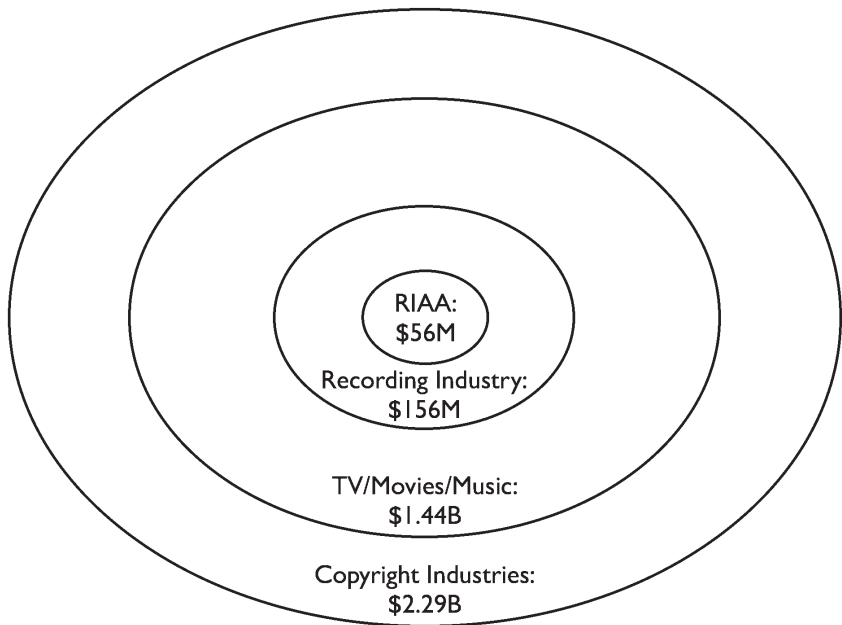 RIAA:
$56M
Recording Industry:
$156M
TV/Movies/Music:
$1.44B
Copyright Industries:
$2.29B